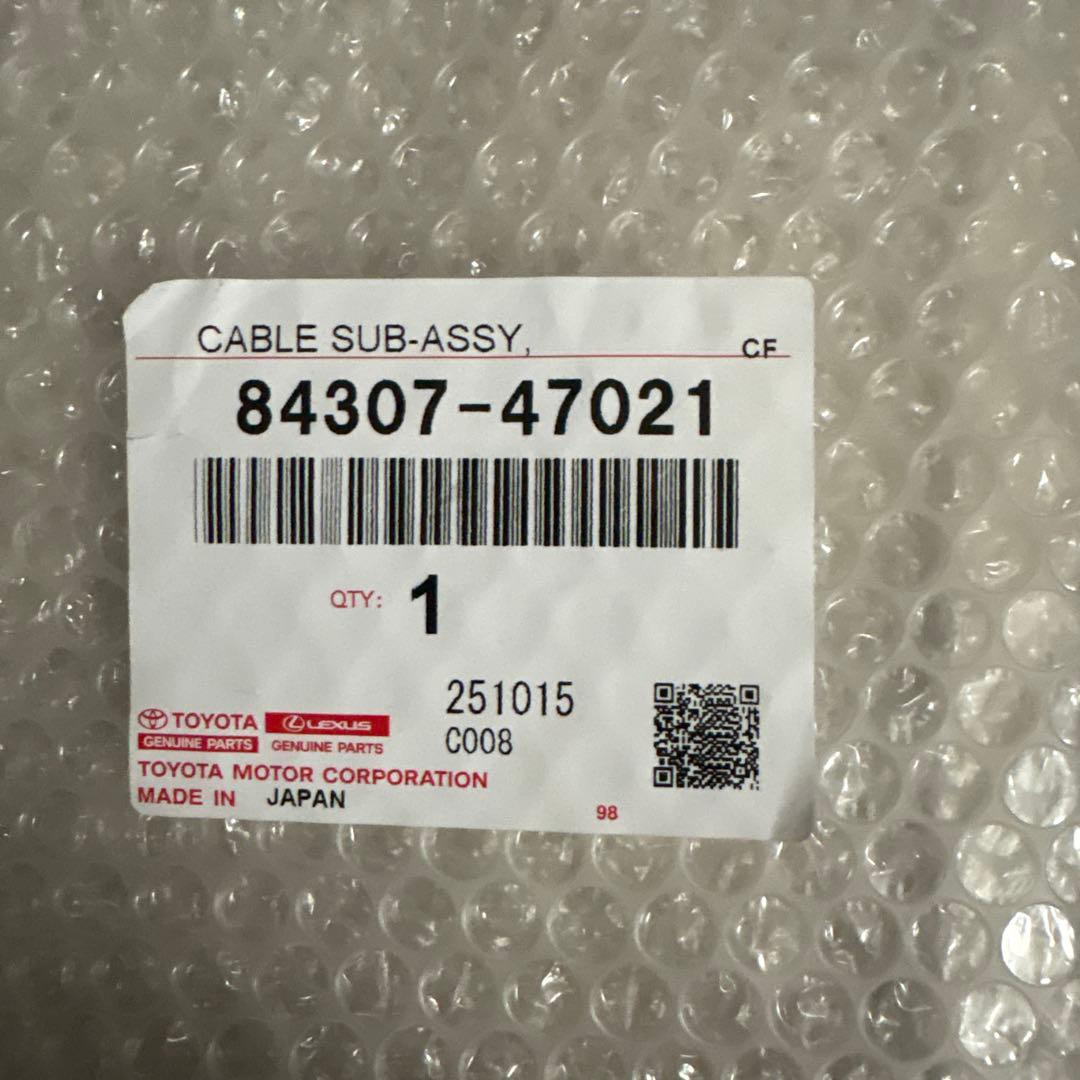 CABLE SUB-ASSY, CF
84307-47021
QTY: 1
251015
C008
TOYOTA LEXUS
GENUINE PARTS GENUINE PARTS
TOYOTA MOTOR CORPORATION
MADE IN JAPAN
98